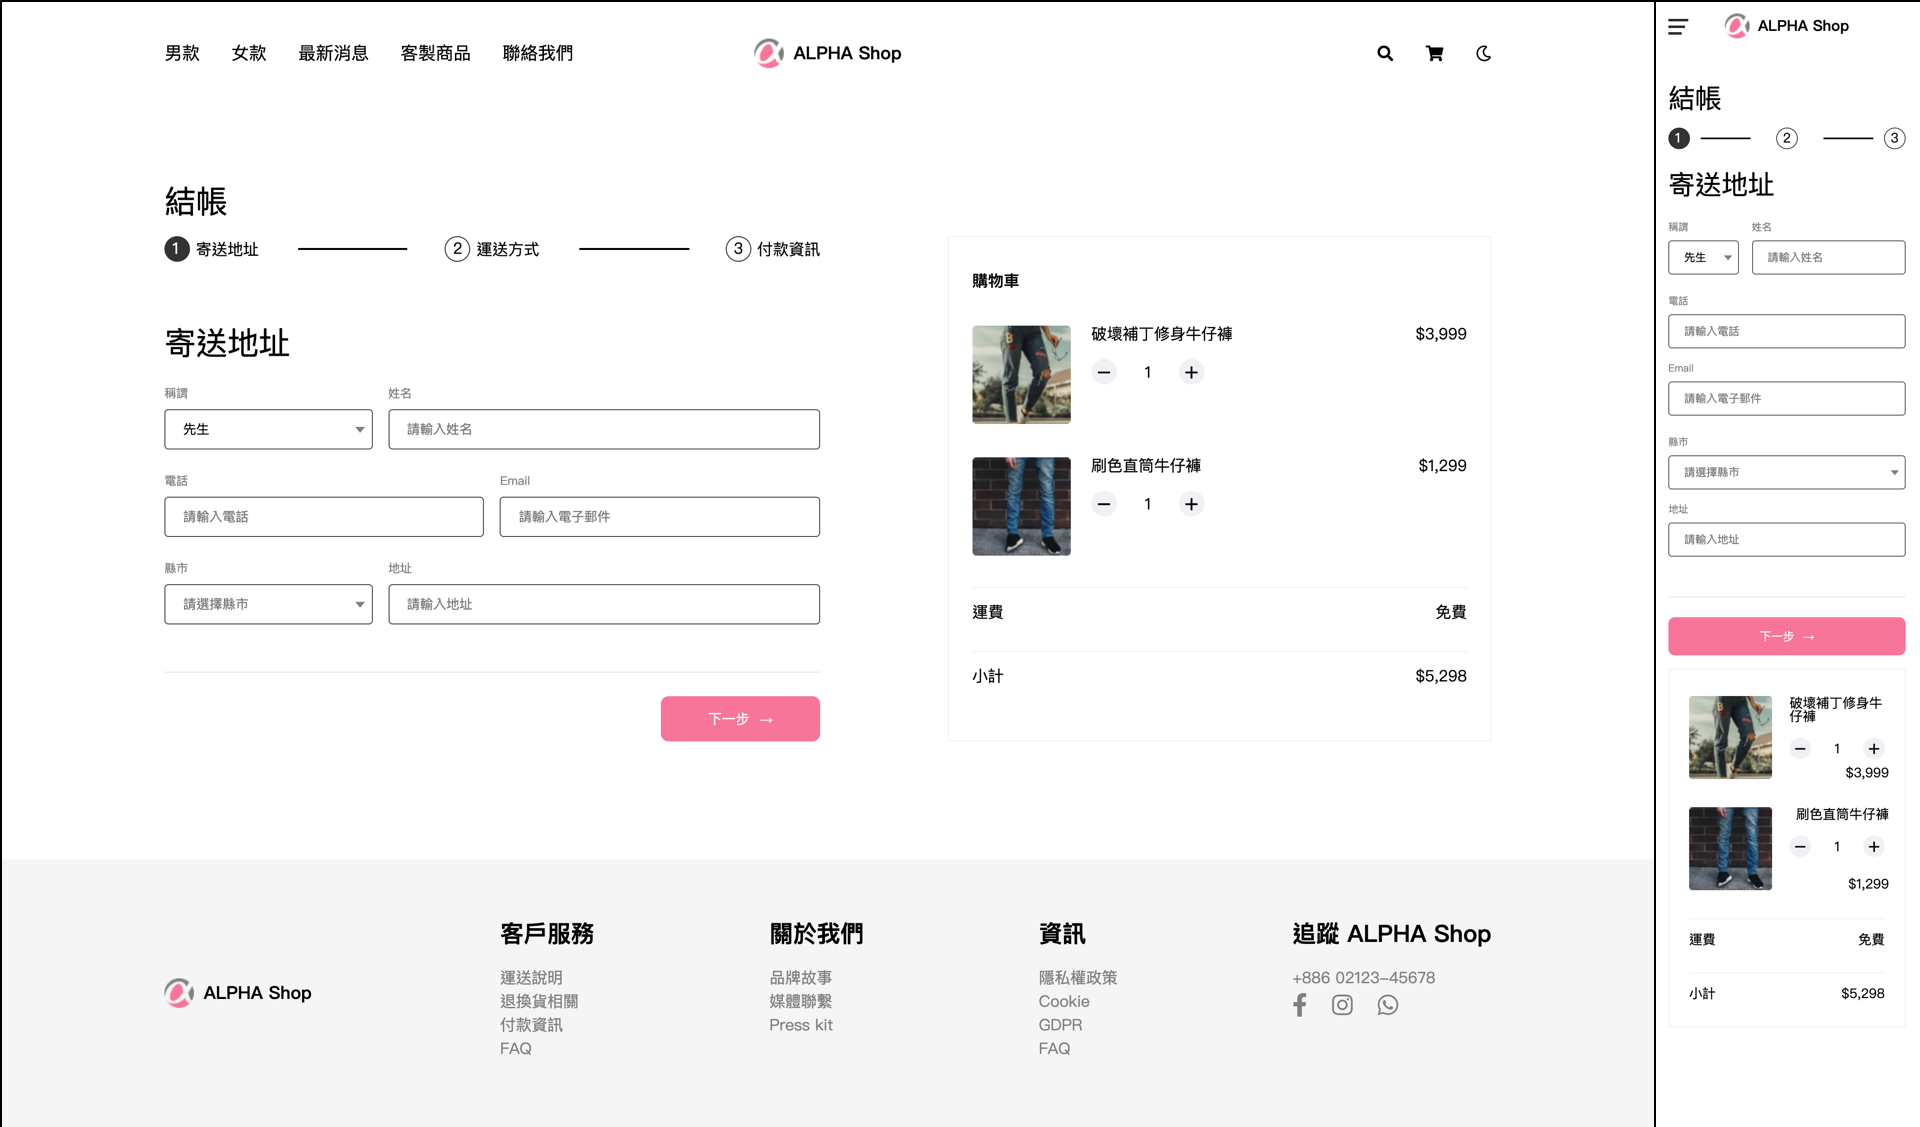 男款 女款 最新消息 客製商品 聯絡我們
ALPHA Shop
結帳
1 寄送地址
2 運送方式
3 付款資訊
寄送地址
稱謂 姓名
先生 請輸入姓名
電話 Email
請輸入電話 請輸入電子郵件
縣市 地址
請選擇縣市 請輸入地址
下一步 →
購物車
破壞補丁修身牛仔褲 $3,999
1
刷色直筒牛仔褲 $1,299
1
運費 免費
小計 $5,298
ALPHA Shop
客戶服務
運送說明
退換貨相關
付款資訊
FAQ
關於我們
品牌故事
媒體聯繫
Press kit
資訊
隱私權政策
Cookie
GDPR
FAQ
追蹤 ALPHA Shop
+886 02123-45678
ALPHA Shop
結帳
1 2 3
寄送地址
稱謂 姓名
先生 請輸入姓名
電話
請輸入電話
Email
請輸入電子郵件
縣市
請選擇縣市
地址
請輸入地址
下一步 →
破壞補丁修身牛
仔褲
1
$3,999
刷色直筒牛仔褲
1
$1,299
運費 免費
小計 $5,298